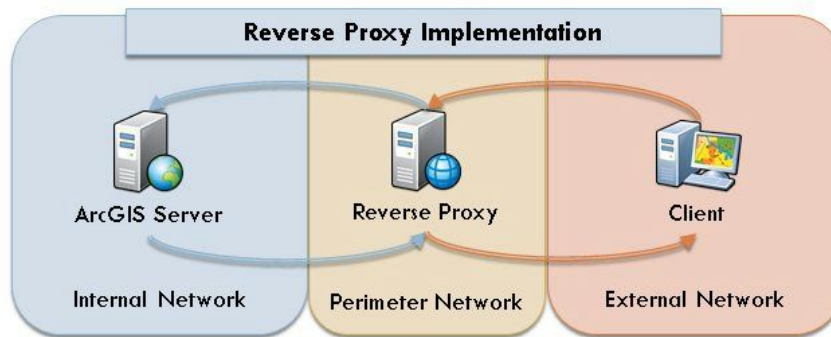 Reverse Proxy Implementation
ArcGIS Server
Reverse Proxy
Client
Internal Network
Perimeter Network
External Network